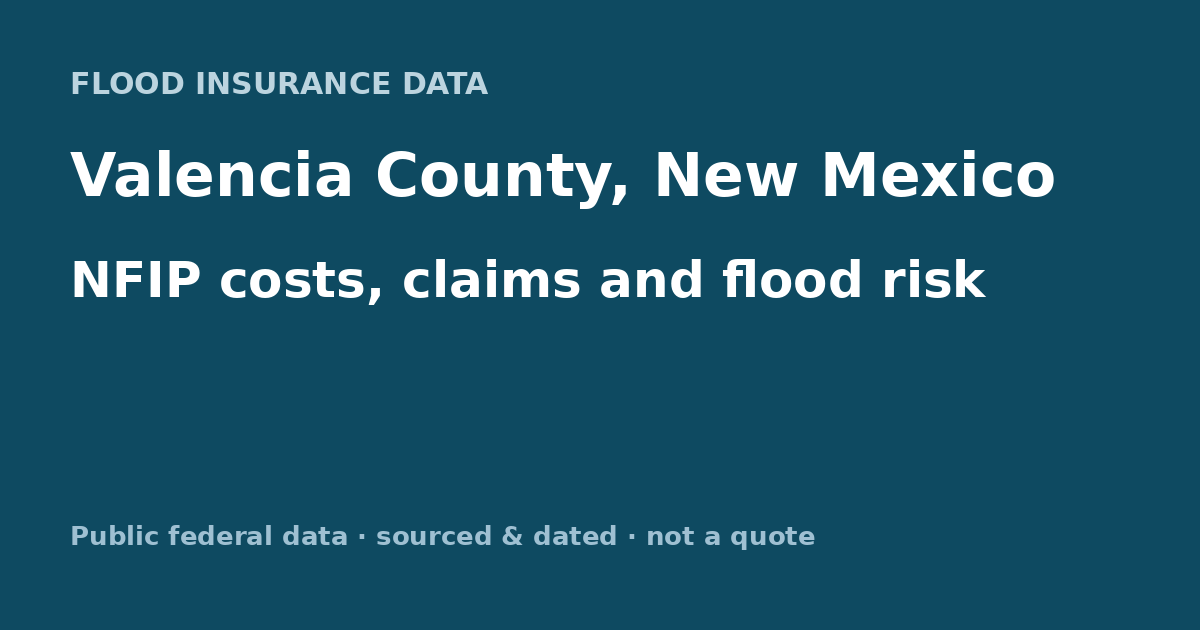 FLOOD INSURANCE DATA
Valencia County, New Mexico
NFIP costs, claims and flood risk
Public federal data · sourced & dated · not a quote